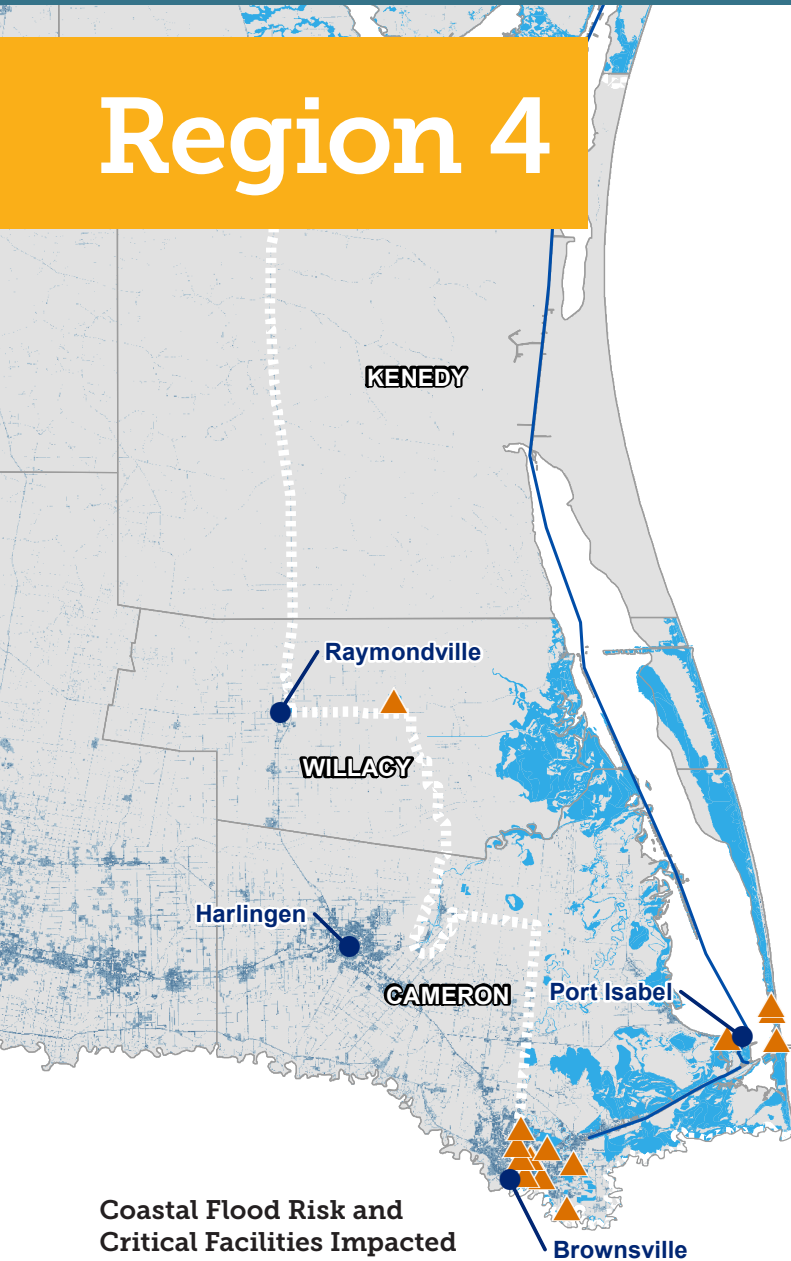 Region 4
KENEDY
Raymondville
WILLACY
Harlingen
CAMERON
Port Isabel
Coastal Flood Risk and
Critical Facilities Impacted
Brownsville